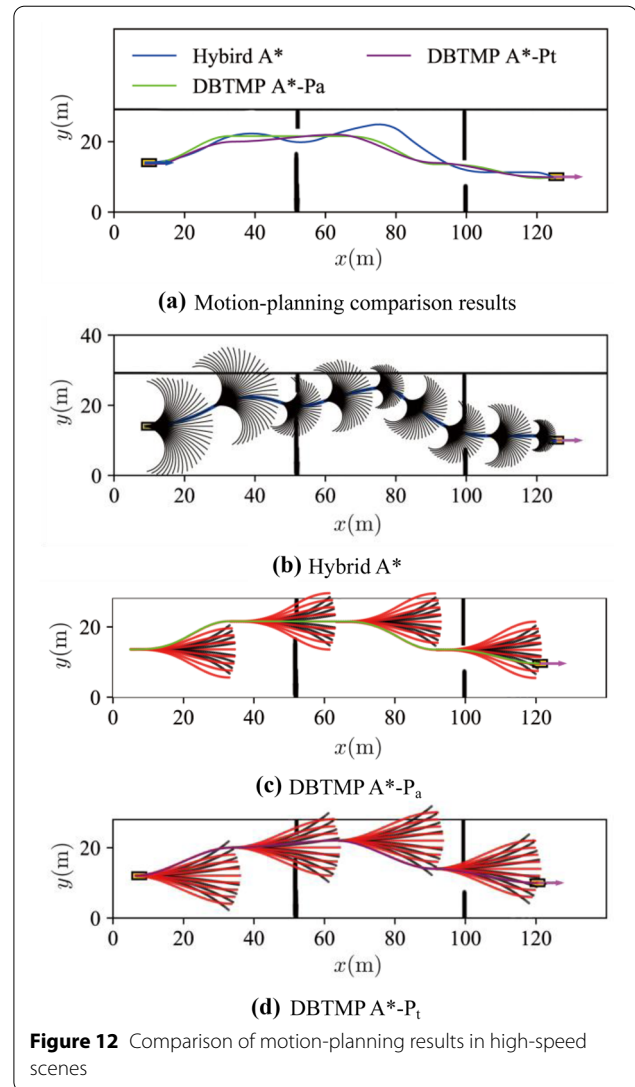 Hybird A*
DBTMP A*-Pt
DBTMP A*-Pa
y(m)
20
0
0 20 40 60 80 100 120
x(m)
(a) Motion-planning comparison results
40
y(m)
20
0
0 20 40 60 80 100 120
x(m)
(b) Hybrid A*
y(m)
20
0
0 20 40 60 80 100 120
x(m)
(c) DBTMP A*-Pa
y(m)
20
0
0 20 40 60 80 100 120
x(m)
(d) DBTMP A*-Pt
Figure 12 Comparison of motion-planning results in high-speed
scenes